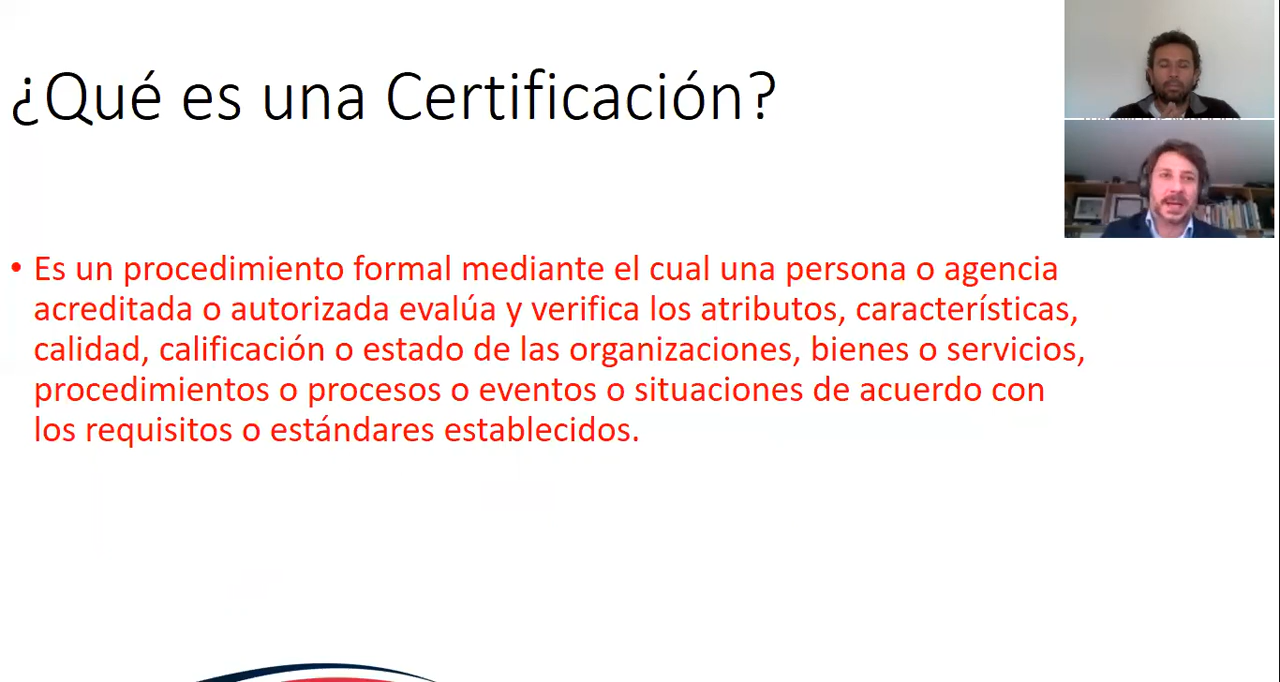 ¿Qué es una Certificación?
• Es un procedimiento formal mediante el cual una persona o agencia
acreditada o autorizada evalúa y verifica los atributos, características,
calidad, calificación o estado de las organizaciones, bienes o servicios,
procedimientos o procesos o eventos o situaciones de acuerdo con
los requisitos o estándares establecidos.